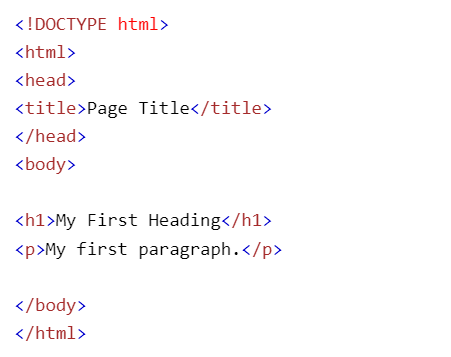 <!DOCTYPE html>
<html>
<head>
<title>Page Title</title>
</head>
<body>
<h1>My First Heading</h1>
<p>My first paragraph.</p>
</body>
</html>